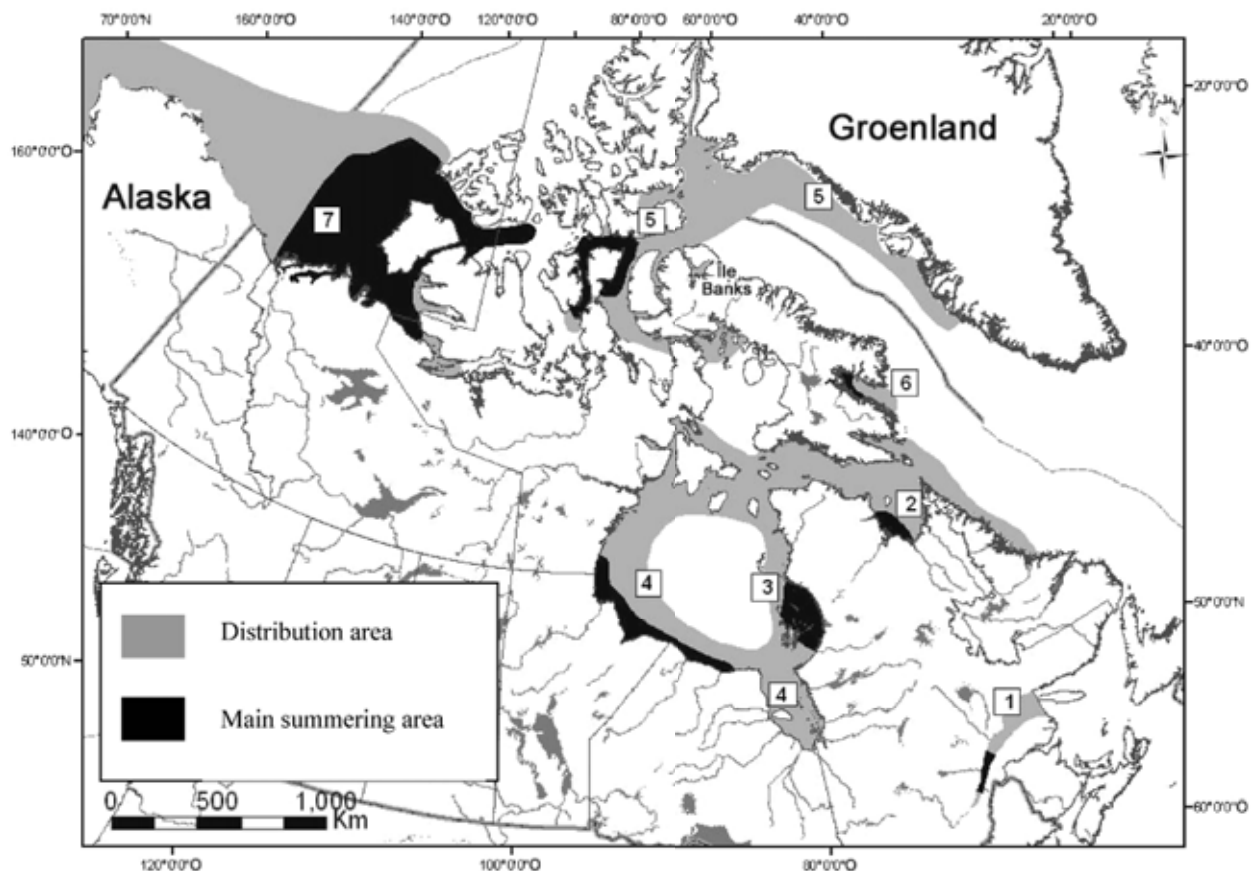 70°0'0"N 160°0'0"O 140°0'0"O 120°0'0"O 80°0'0"O 60°0'0"O 40°0'0"O 20°0'0"O
20°0'0"O
Groenland
160°0'0"O
Alaska
5
7
5
Île
Banks
40°0'0"O
6
140°0'0"O
2
4
3
50°0'0"N
Distribution area
50°0'0"N
4
1
Main summering area
0 500 1,000
Km
60°0'0"O
120°0'0"O 100°0'0"O 80°0'0"O